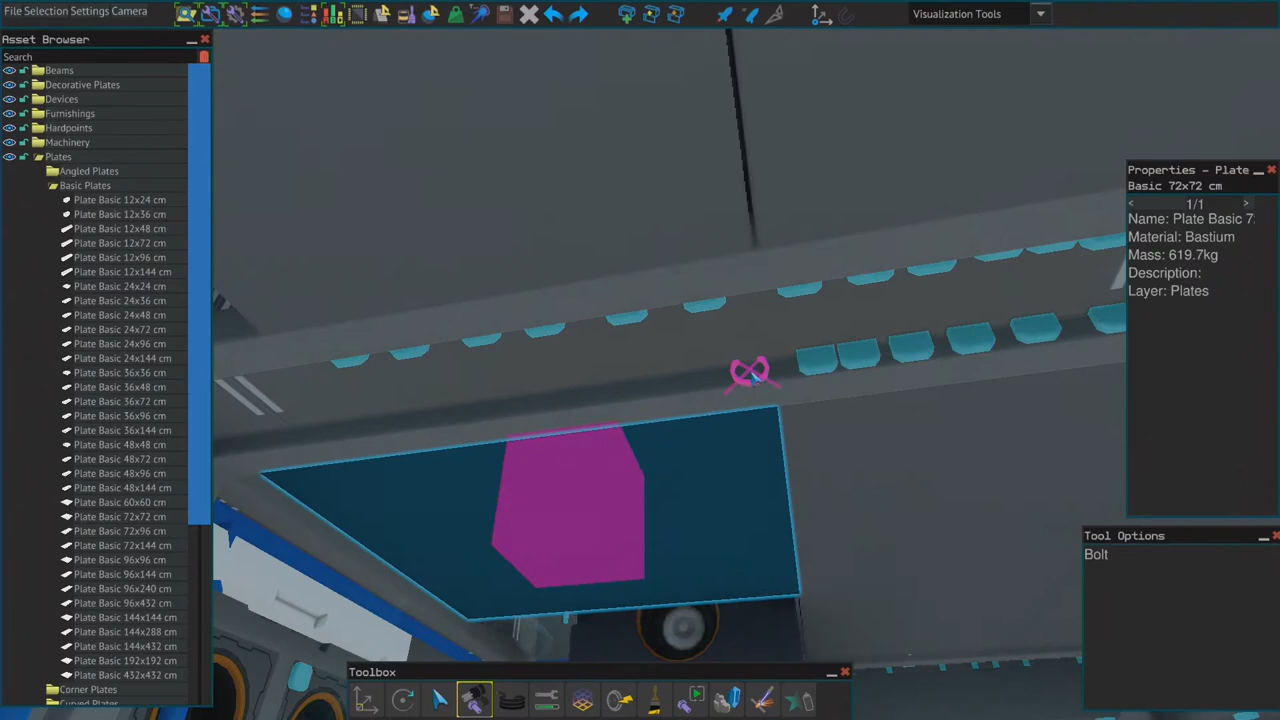 File Selection Settings Camera
Visualization Tools
Asset Browser
Search
Beams
Decorative Plates
Devices
Furnishings
Hardpoints
Machinery
Plates
Angled Plates
Basic Plates
Plate Basic 12x24 cm
Plate Basic 12x36 cm
Plate Basic 12x48 cm
Plate Basic 12x72 cm
Plate Basic 12x96 cm
Plate Basic 12x144 cm
Plate Basic 24x24 cm
Plate Basic 24x36 cm
Plate Basic 24x48 cm
Plate Basic 24x72 cm
Plate Basic 24x96 cm
Plate Basic 24x144 cm
Plate Basic 36x36 cm
Plate Basic 36x48 cm
Plate Basic 36x72 cm
Plate Basic 36x96 cm
Plate Basic 36x144 cm
Plate Basic 48x48 cm
Plate Basic 48x72 cm
Plate Basic 48x96 cm
Plate Basic 48x144 cm
Plate Basic 60x60 cm
Plate Basic 72x72 cm
Plate Basic 72x96 cm
Plate Basic 72x144 cm
Plate Basic 96x96 cm
Plate Basic 96x144 cm
Plate Basic 96x240 cm
Plate Basic 96x432 cm
Plate Basic 144x144 cm
Plate Basic 144x288 cm
Plate Basic 144x432 cm
Plate Basic 192x192 cm
Plate Basic 432x432 cm
Corner Plates
Curved Plates
Properties - Plate
Basic 72x72 cm
< 1/1 >
Name: Plate Basic 7
Material: Bastium
Mass: 619.7kg
Description:
Layer: Plates
Tool Options
Bolt
Toolbox